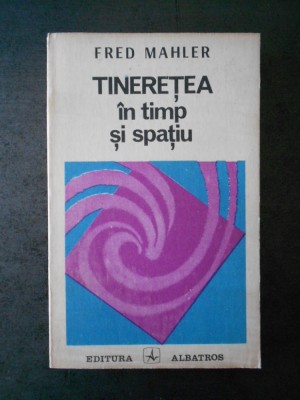 FRED MAHLER
TINEREȚEA
în timp
și spațiu
EDITURA ALBATROS